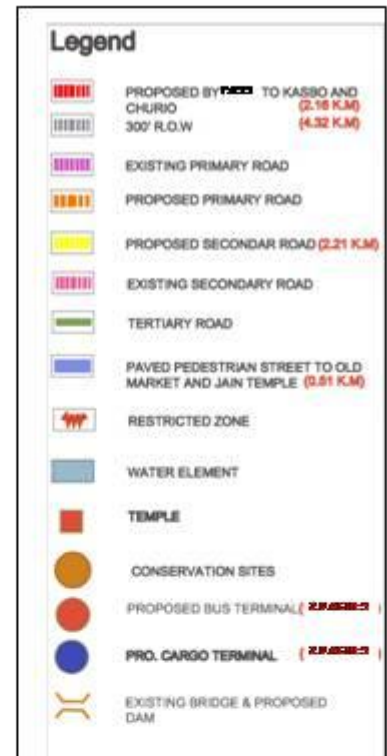 Legend
PROPOSED BY TO KASBO AND
CHURIO (2.16 K.M)
300' R.O.W (4.32 K.M)
EXISTING PRIMARY ROAD
PROPOSED PRIMARY ROAD
PROPOSED SECONDAR ROAD (2.21 K.M)
EXISTING SECONDARY ROAD
TERTIARY ROAD
PAVED PEDESTRIAN STREET TO OLD
MARKET AND JAIN TEMPLE (0.51 K.M)
RESTRICTED ZONE
WATER ELEMENT
TEMPLE
CONSERVATION SITES
PROPOSED BUS TERMINAL
PRO. CARGO TERMINAL
EXISTING BRIDGE & PROPOSED
DAM